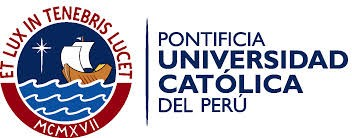 ET LUX IN TENEBRIS LUCET
MCMXVII
PONTIFICIA
UNIVERSIDAD
CATÓLICA
DEL PERÚ